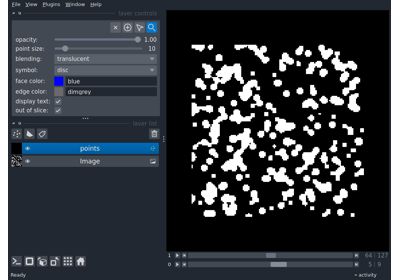 File View Plugins Window Help
layer controls
opacity: 1.00
point size: 10
blending: translucent
symbol: disc
face color: blue
edge color: dimgrey
display text:
out of slice:
layer list
points
Image
1 64 127
0 5 9
Ready
activity